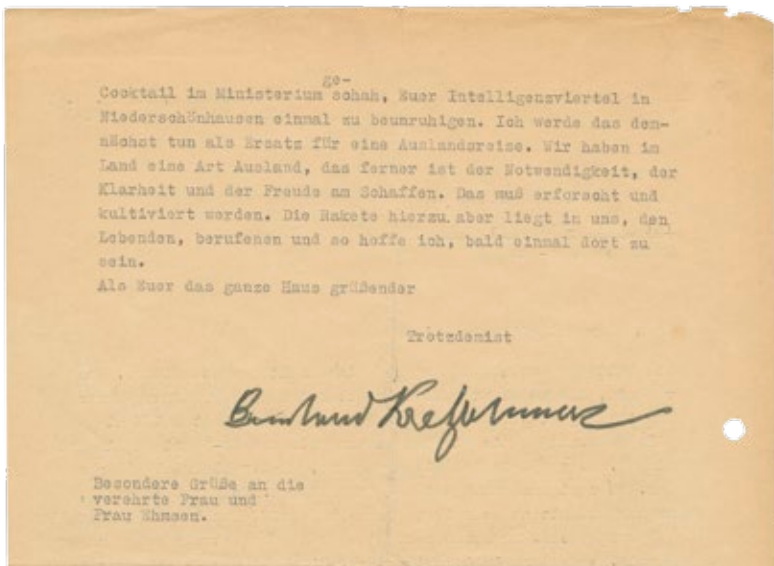 ge-
Cocktail im Ministerium schah, Euer Intelligenzviertel in
Niederschönhausen einmal zu beunruhigen. Ich werde das dem-
nächst tun als Ersatz für eine Auslandsreise. Wir haben im
Land eine Art Ausland, das ferner ist der Notwendigkeit, der
Klarheit und der Freude am Schaffen. Das muß erforscht und
kultiviert werden. Die Rakete hierzu aber liegt in uns, den
Lebenden, berufenen und so hoffe ich, bald einmal dort zu
sein.
Als Euer das ganze Haus grüßender
Trotzdemist
Bernhard Kretzschmar
Besondere Grüße an die
verehrte Frau und
Frau Ehmsen.